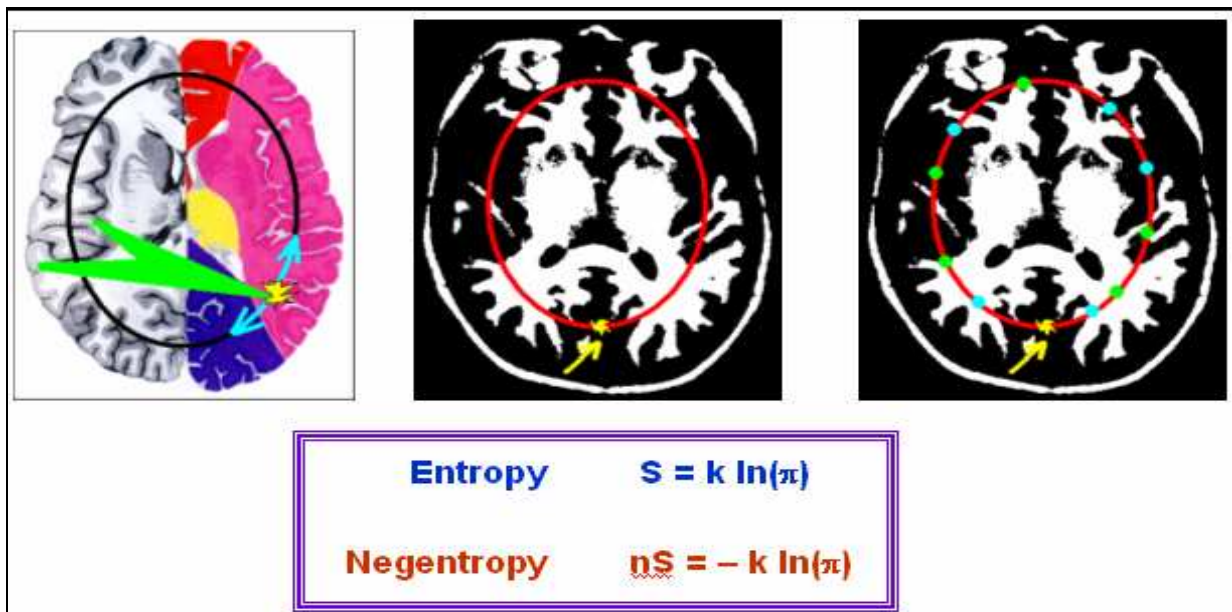 Entropy S = k ln(π)
Negentropy nS = – k ln(π)